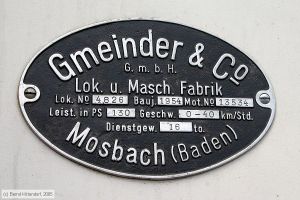 Gmeinder & Co
G. m. b. H.
Lok. u. Masch. Fabrik
Lok. No 4826 Bauj. 1954 Mot. No 13534
Leist. in PS 130 Geschw. 0-40 km/Std.
Dienstgew. 16 to.
Mosbach (Baden)
(c) Bernd Hittendorf, 2005